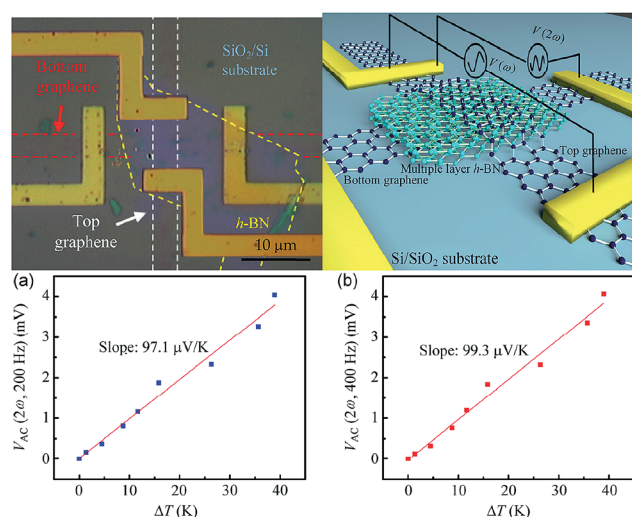 Bottom
graphene
SiO₂/Si
substrate
Top
graphene
h-BN
10 μm
V(2ω)
V(ω)
Top graphene
Multiple layer h-BN
Bottom graphene
Si/SiO₂ substrate
(a)
V_AC (2ω, 200 Hz) (mV)
4
3
2
1
0
Slope: 97.1 μV/K
0 10 20 30 40
ΔT (K)
(b)
V_AC (2ω, 400 Hz) (mV)
4
3
2
1
0
Slope: 99.3 μV/K
0 10 20 30 40
ΔT (K)